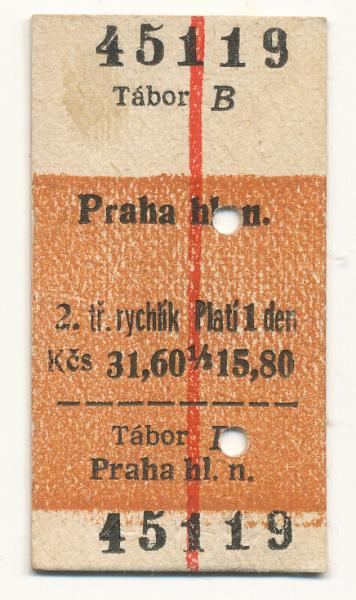 45119
Tábor B
Praha hl. n.
2. tř. rychlík Platí 1 den
Kčs 31,60 ½ 15,80
Tábor
Praha hl. n.
45119